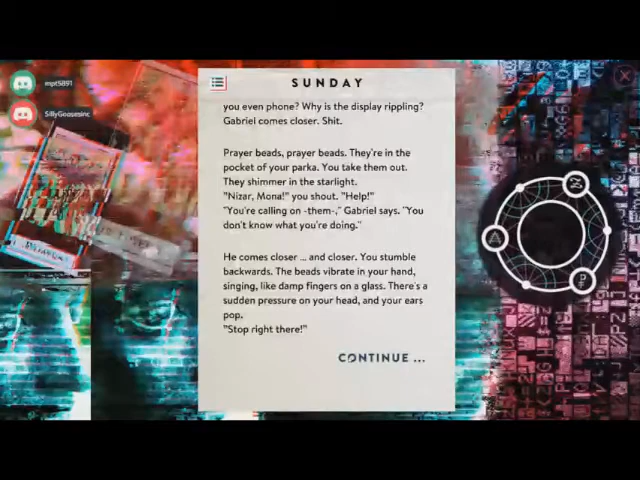 mpt5891
SillyGoosesinc
SUNDAY
you even phone? Why is the display rippling?
Gabriel comes closer. Shit.
Prayer beads, prayer beads. They're in the
pocket of your parka. You take them out.
They shimmer in the starlight.
"Nizar, Mona!" you shout. "Help!"
"You're calling on -them-," Gabriel says. "You
don't know what you're doing."
He comes closer ... and closer. You stumble
backwards. The beads vibrate in your hand,
singing, like damp fingers on a glass. There's a
sudden pressure on your head, and your ears
pop.
"Stop right there!"
CONTINUE ...